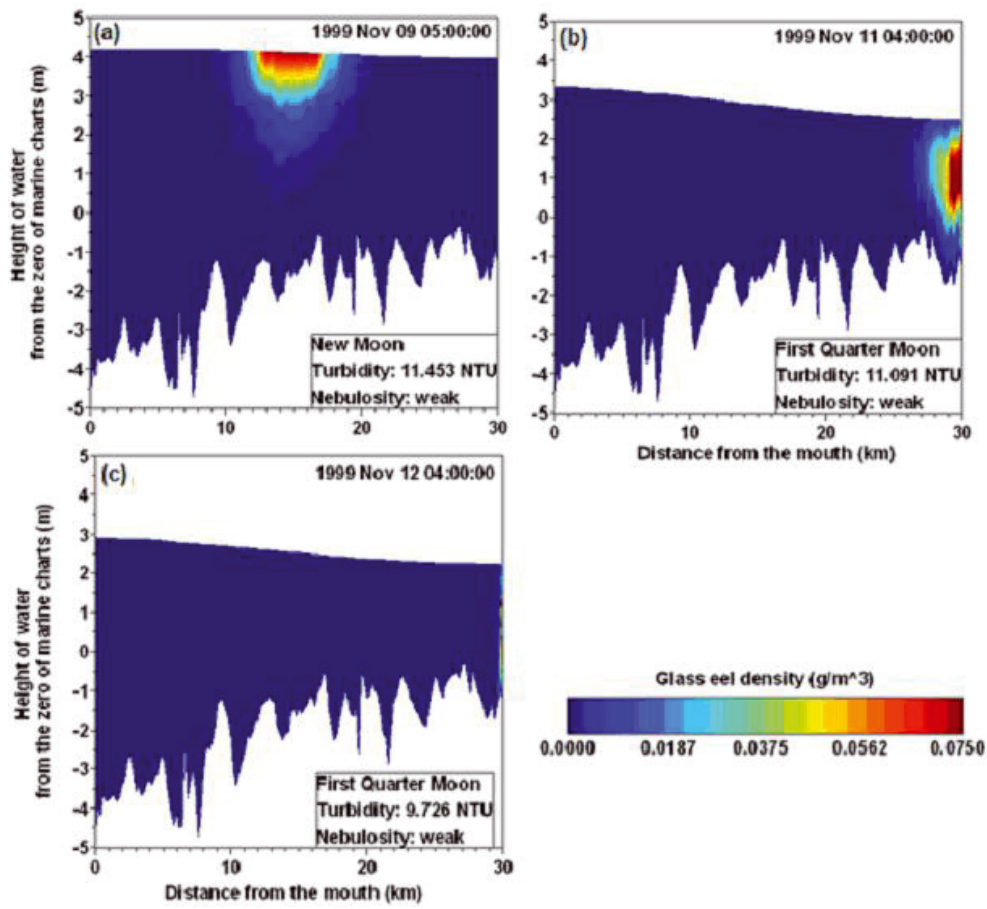 (a)
1999 Nov 09 05:00:00
5
4
3
2
1
0
-1
-2
-3
-4
-5
Height of water
from the zero of marine charts (m)
New Moon
Turbidity: 11.453 NTU
Nebulosity: weak
0
10
20
30
(b)
1999 Nov 11 04:00:00
5
4
3
2
1
0
-1
-2
-3
-4
-5
First Quarter Moon
Turbidity: 11.091 NTU
Nebulosity: weak
0
10
20
30
Distance from the mouth (km)
(c)
1999 Nov 12 04:00:00
5
4
3
2
1
0
-1
-2
-3
-4
-5
Height of water
from the zero of marine charts (m)
First Quarter Moon
Turbidity: 9.726 NTU
Nebulosity: weak
0
10
20
30
Distance from the mouth (km)
Glass eel density (g/m^3)
0.0000
0.0187
0.0375
0.0562
0.0750